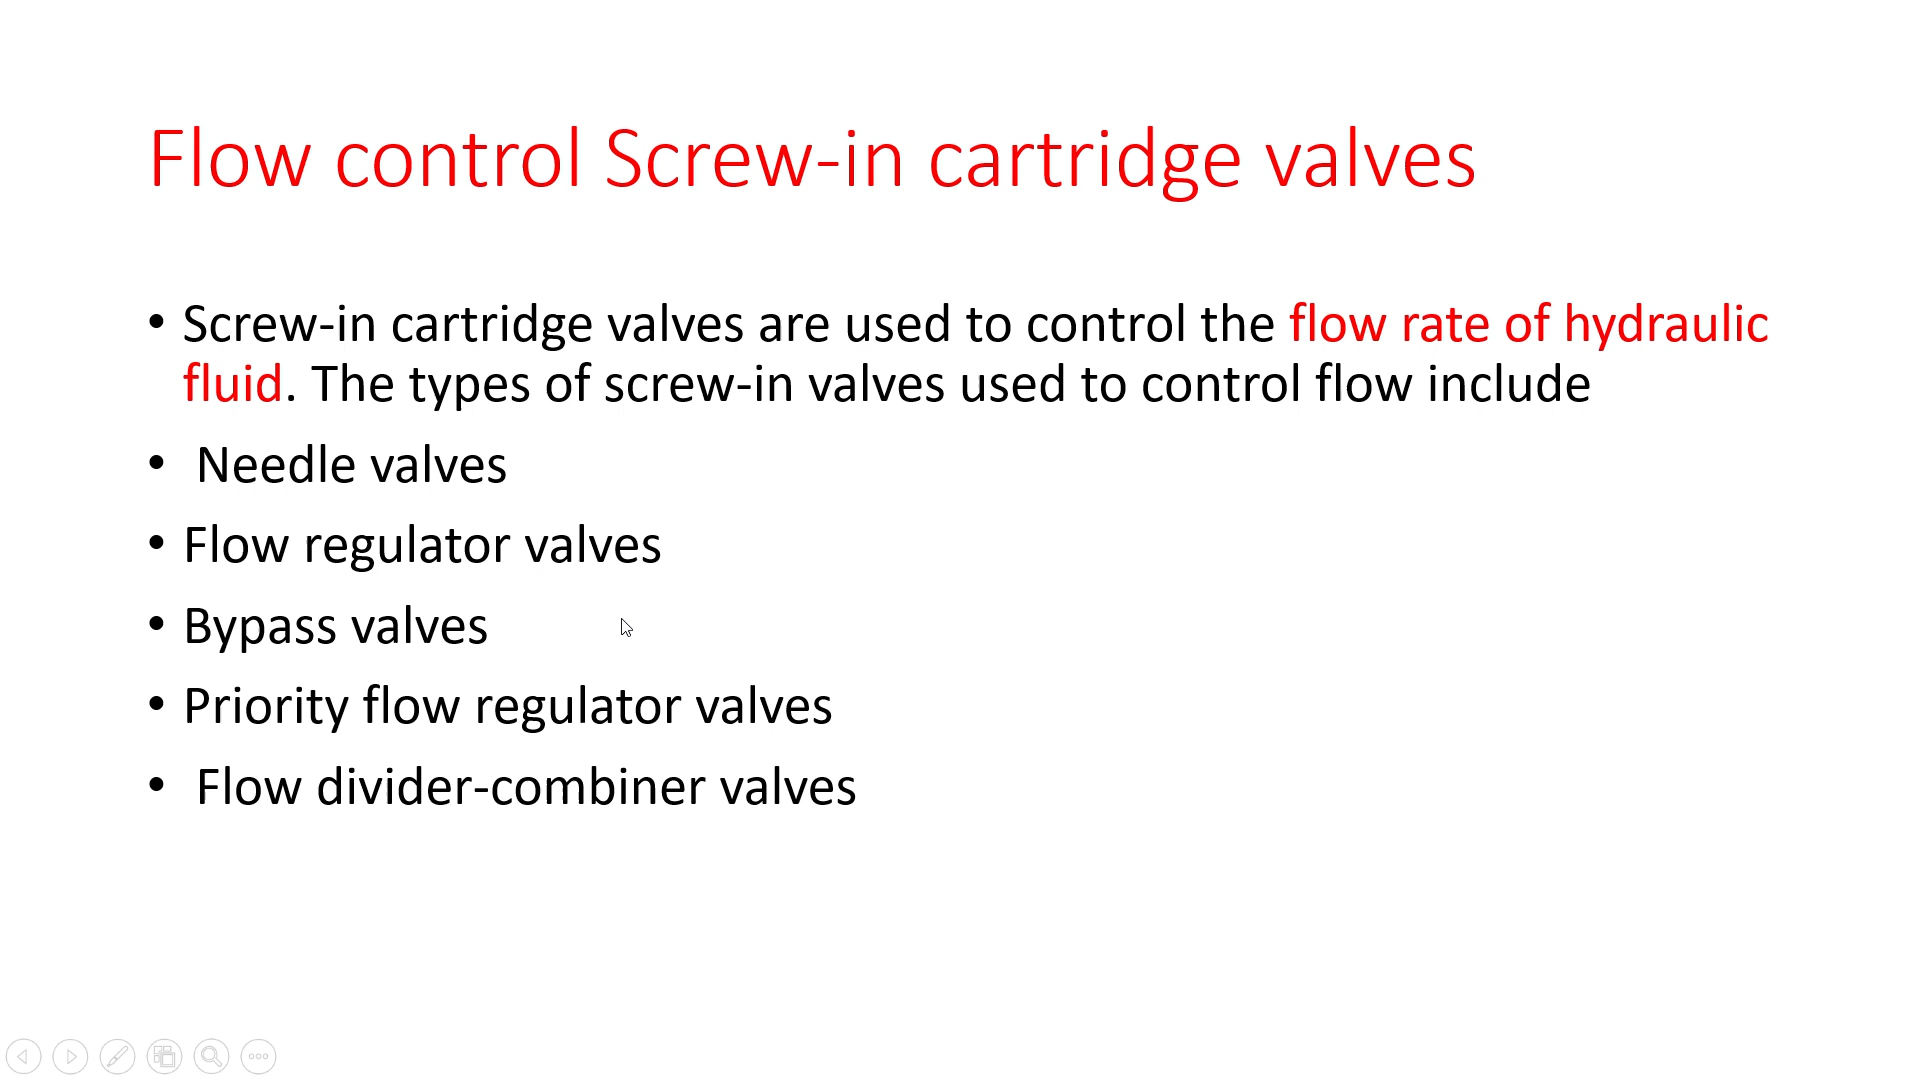 Flow control Screw-in cartridge valves
• Screw-in cartridge valves are used to control the flow rate of hydraulic
fluid. The types of screw-in valves used to control flow include
• Needle valves
• Flow regulator valves
• Bypass valves
• Priority flow regulator valves
• Flow divider-combiner valves